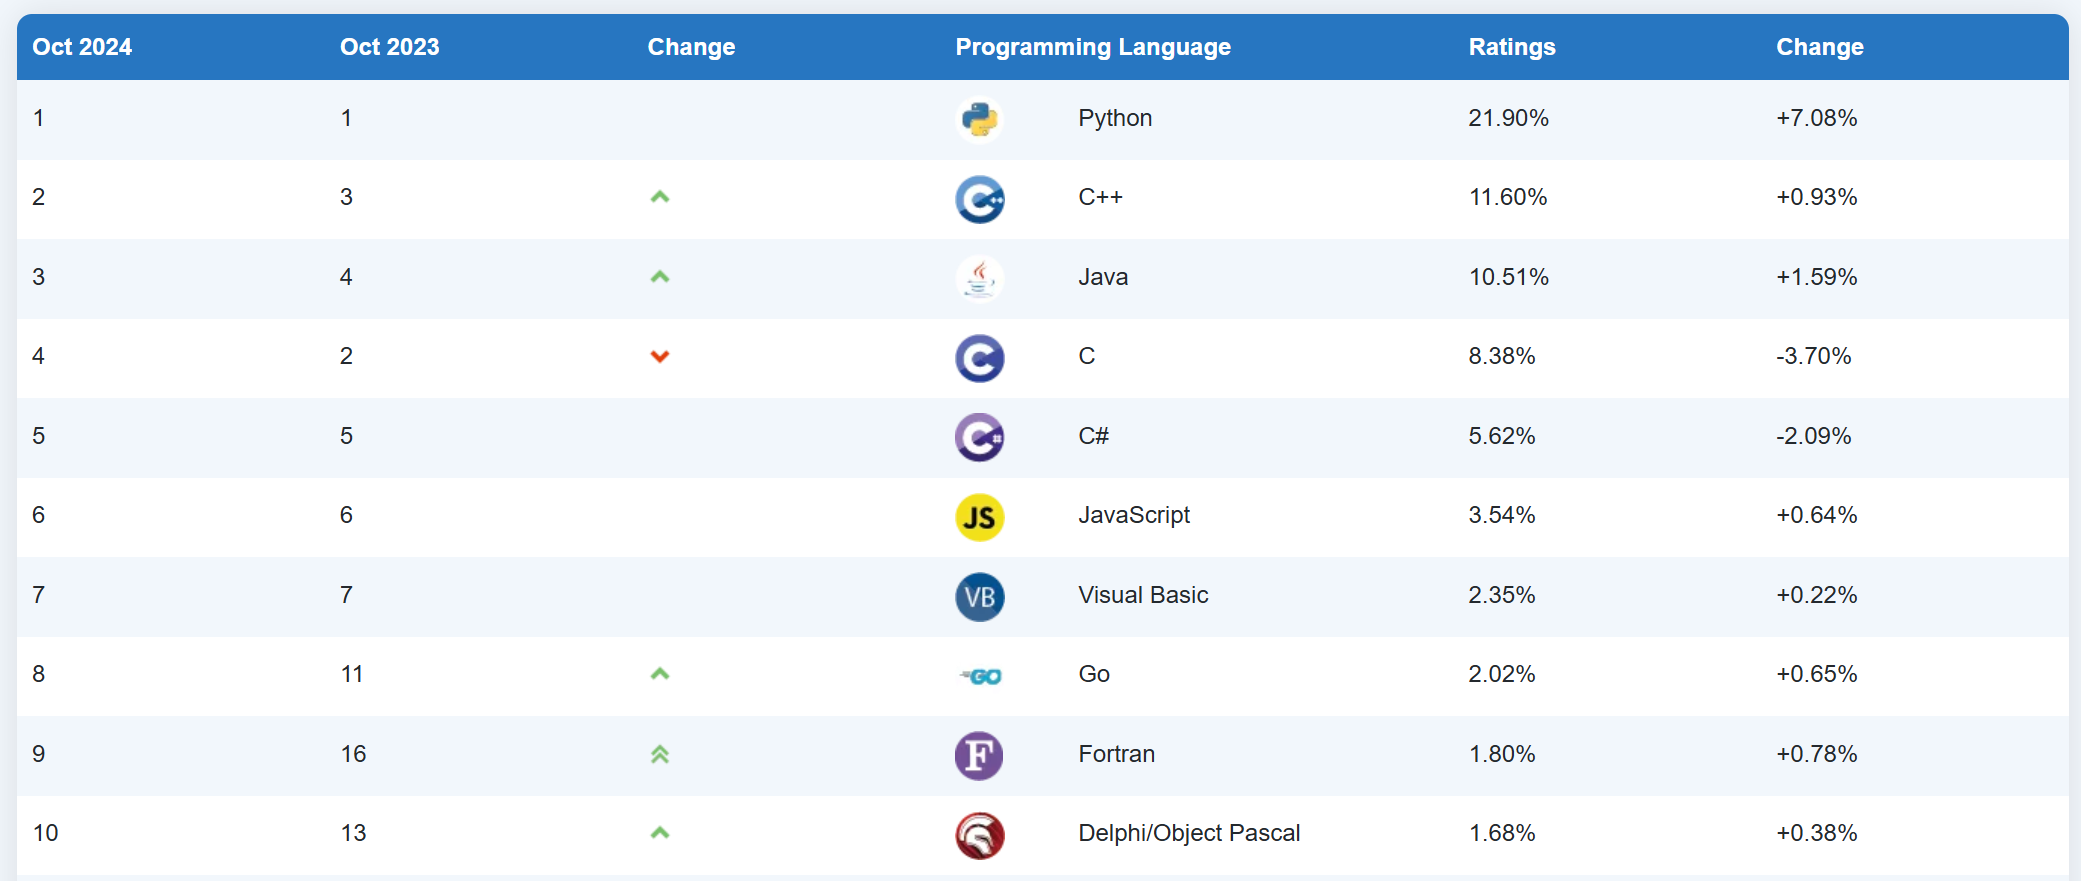 Oct 2024 Oct 2023 Change Programming Language Ratings Change
1 1 Python 21.90% +7.08%
2 3 C++ 11.60% +0.93%
3 4 Java 10.51% +1.59%
4 2 C 8.38% -3.70%
5 5 C# 5.62% -2.09%
6 6 JS JavaScript 3.54% +0.64%
7 7 VB Visual Basic 2.35% +0.22%
8 11 GO Go 2.02% +0.65%
9 16 F Fortran 1.80% +0.78%
10 13 Delphi/Object Pascal 1.68% +0.38%